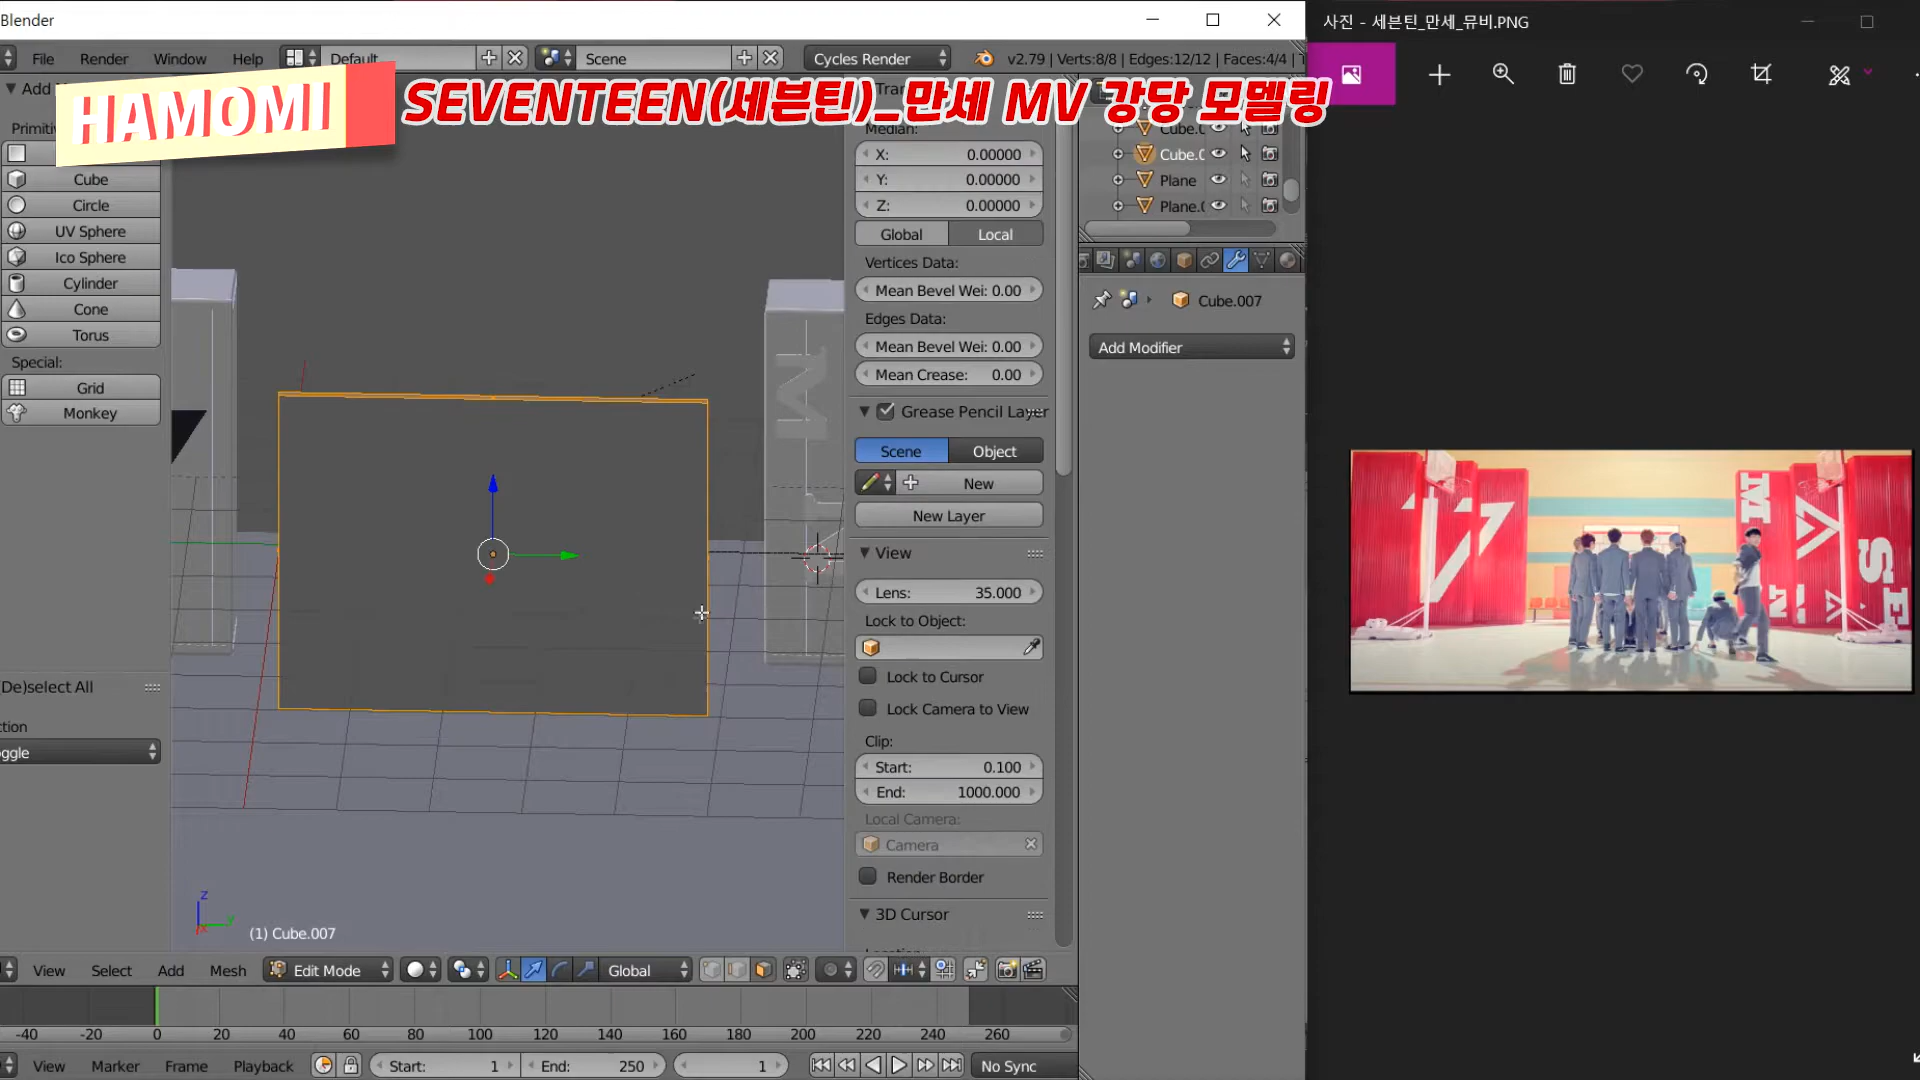 Blender
File Render Window Help Default Scene Cycles Render v2.79 | Verts:8/8 | Edges:12/12 | Faces:4/4 |
HAMOMI
SEVENTEEN(세븐틴)_만세 MV 강당 모델링
사진 - 세븐틴_만세_뮤비.PNG
Cube
Circle
UV Sphere
Ico Sphere
Cylinder
Cone
Torus
Special:
Grid
Monkey
(De)select All
(1) Cube.007
Median:
X: 0.00000
Y: 0.00000
Z: 0.00000
Global Local
Vertices Data:
Mean Bevel Wei: 0.00
Edges Data:
Mean Bevel Wei: 0.00
Mean Crease: 0.00
Grease Pencil Layer
Scene Object
New
New Layer
View
Lens: 35.000
Lock to Object:
Lock to Cursor
Lock Camera to View
Clip:
Start: 0.100
End: 1000.000
Local Camera:
Camera
Render Border
3D Cursor
Plane
Cube.007
Add Modifier
View Select Add Mesh Edit Mode Global
-40 -20 0 20 40 60 80 100 120 140 160 180 200 220 240 260
View Marker Frame Playback Start: 1 End: 250 1 No Sync